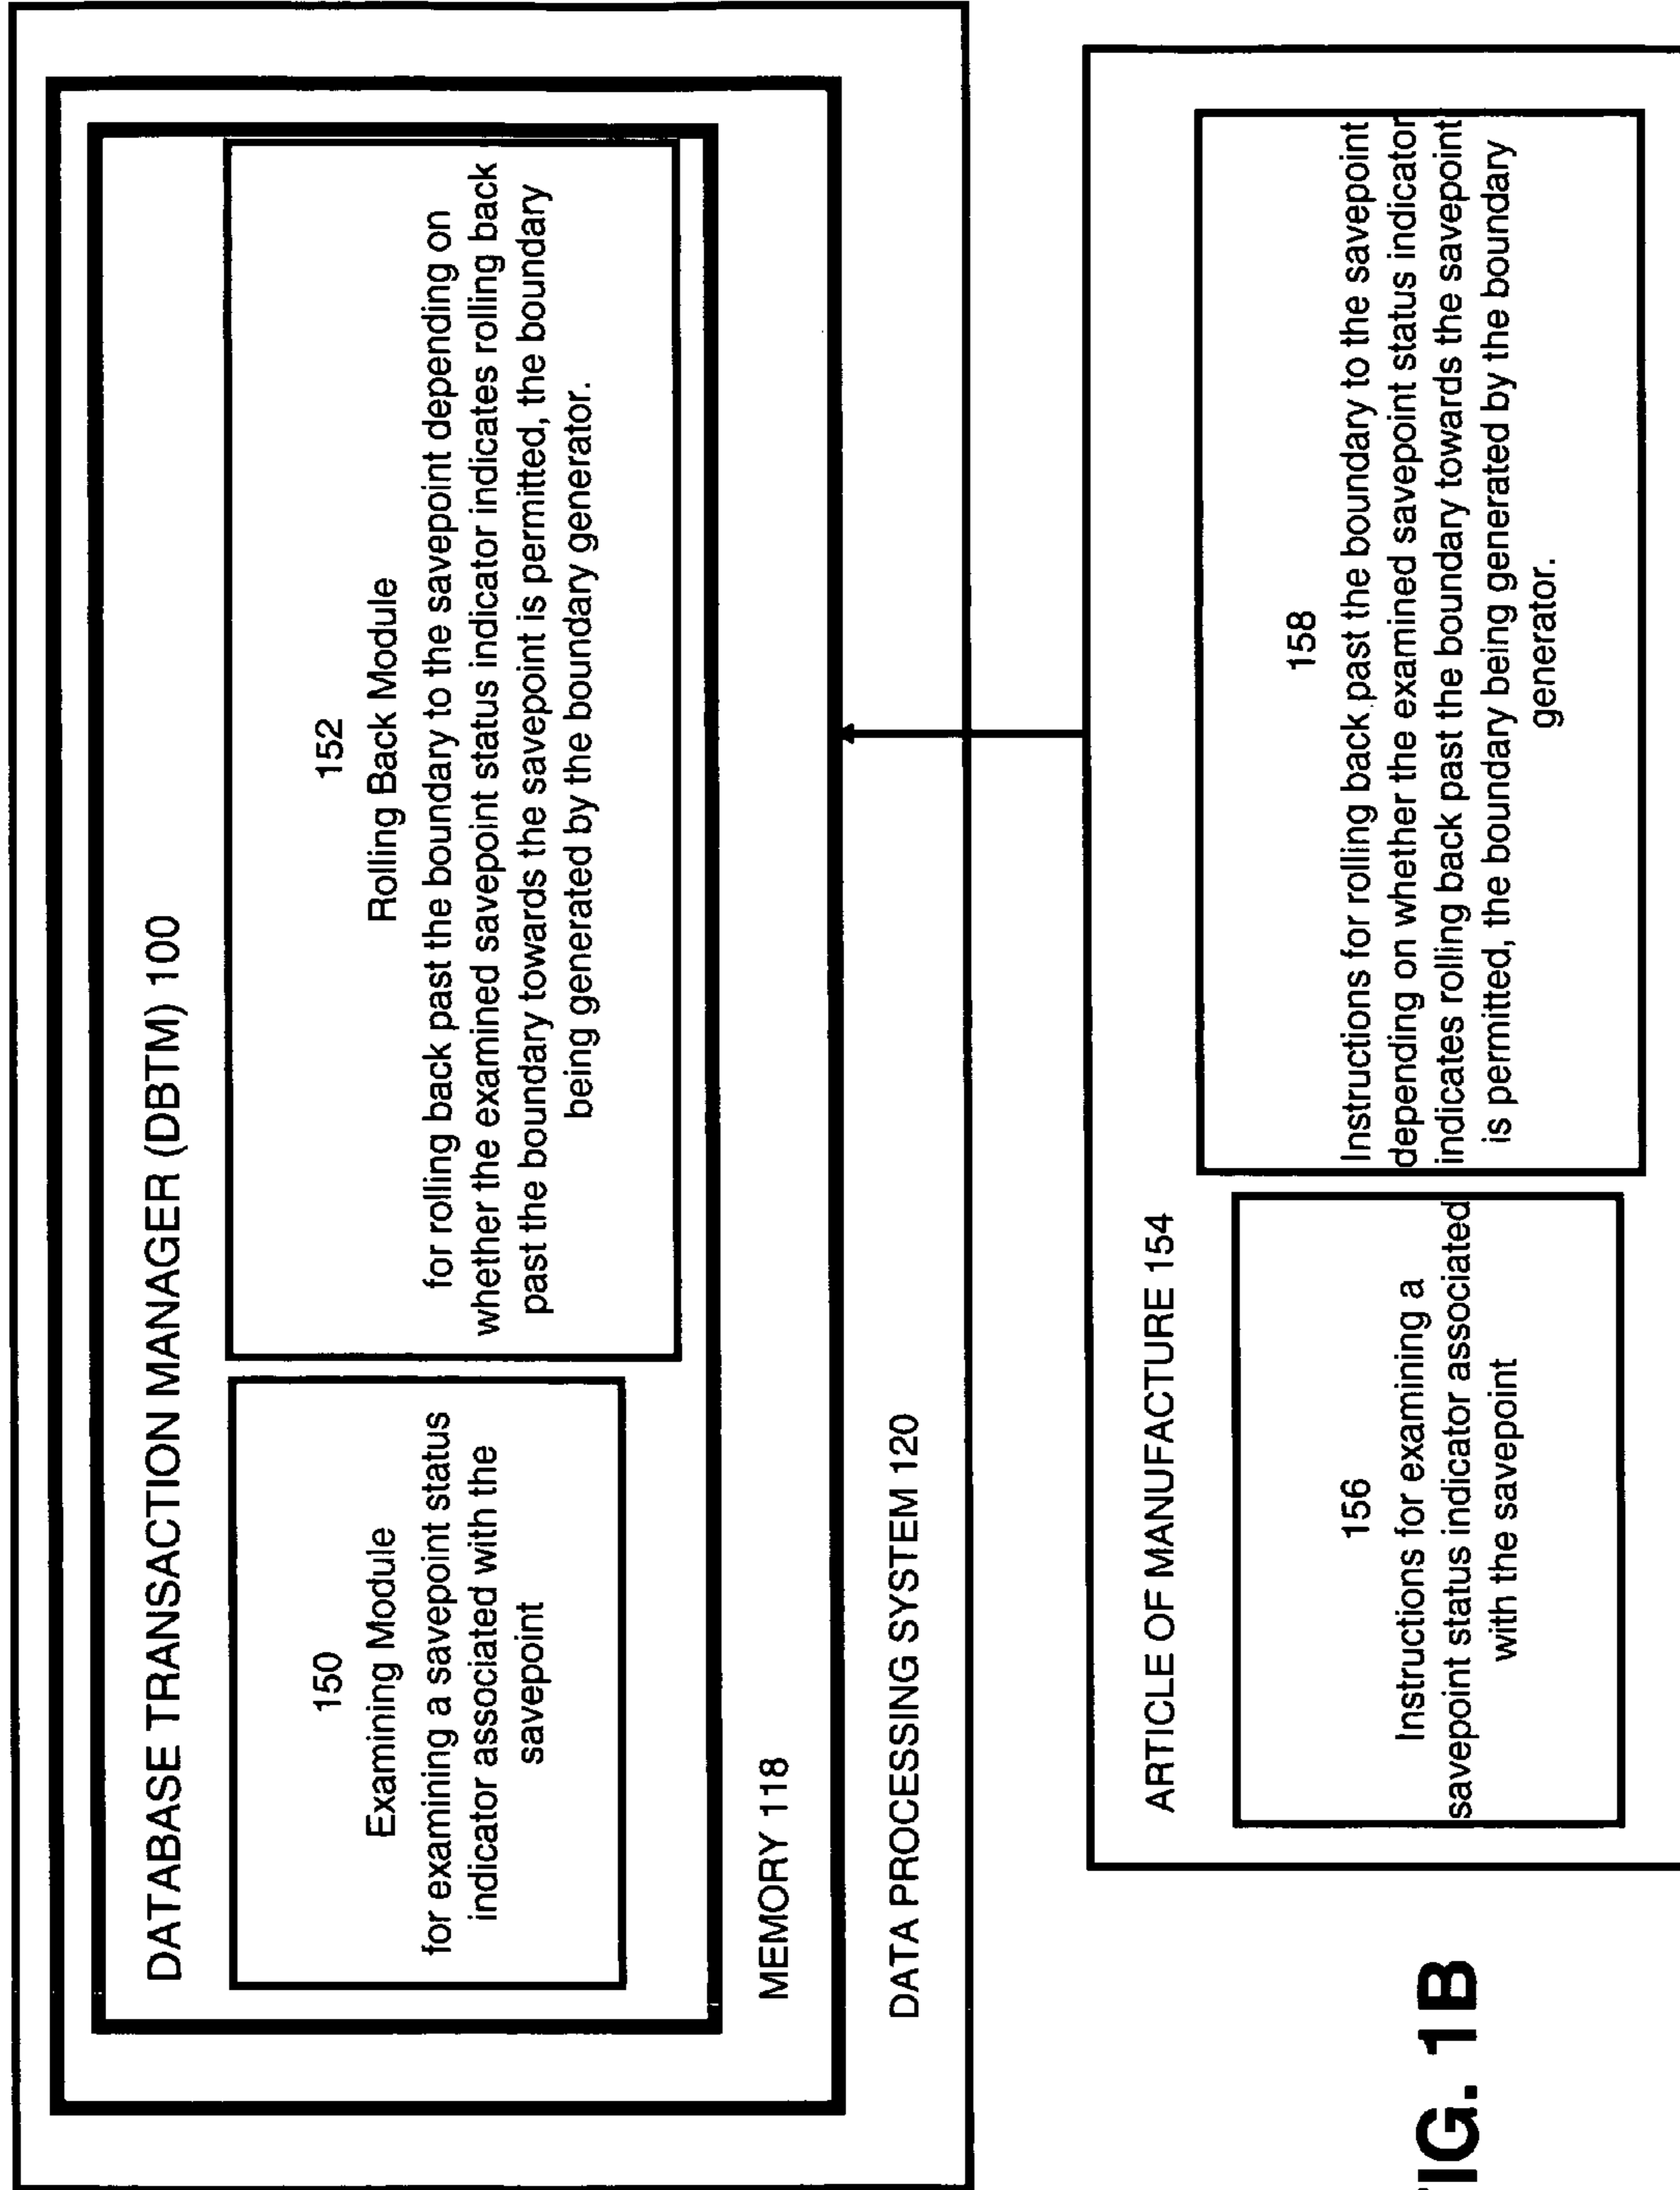 DATABASE TRANSACTION MANAGER (DBTM) 100
150
Examining Module
for examining a savepoint status
indicator associated with the
savepoint
152
Rolling Back Module
for rolling back past the boundary to the savepoint depending on
whether the examined savepoint status indicator indicates rolling back
past the boundary towards the savepoint is permitted, the boundary
being generated by the boundary generator.
MEMORY 118
DATA PROCESSING SYSTEM 120
ARTICLE OF MANUFACTURE 154
156
Instructions for examining a
savepoint status indicator associated
with the savepoint
158
Instructions for rolling back past the boundary to the savepoint
depending on whether the examined savepoint status indicator
indicates rolling back past the boundary towards the savepoint
is permitted, the boundary being generated by the boundary
generator.
IG. 1B